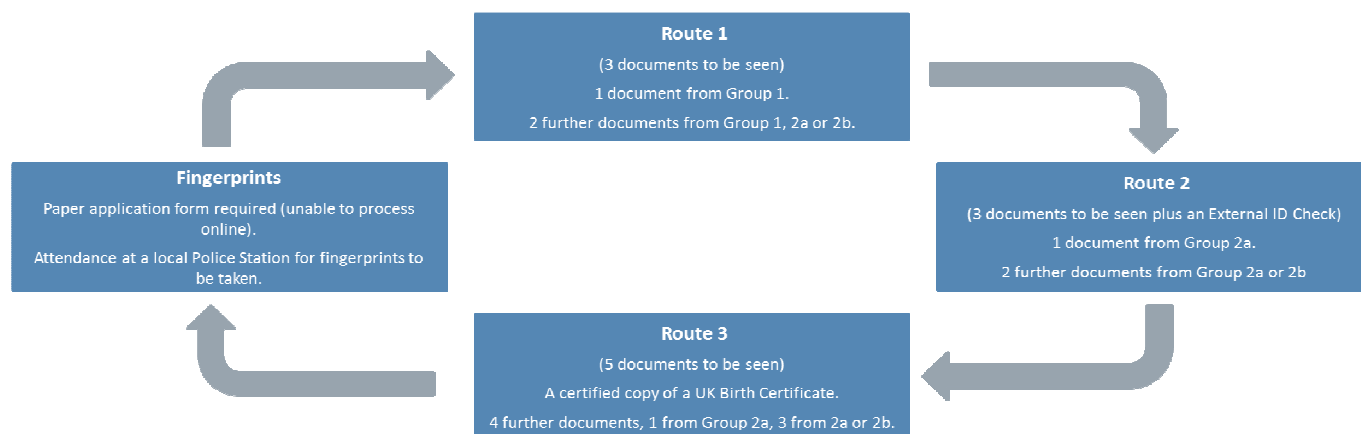 Route 1
(3 documents to be seen)
1 document from Group 1.
2 further documents from Group 1, 2a or 2b.
Route 2
(3 documents to be seen plus an External ID Check)
1 document from Group 2a.
2 further documents from Group 2a or 2b
Route 3
(5 documents to be seen)
A certified copy of a UK Birth Certificate.
4 further documents, 1 from Group 2a, 3 from 2a or 2b.
Fingerprints
Paper application form required (unable to process
online).
Attendance at a local Police Station for fingerprints to
be taken.